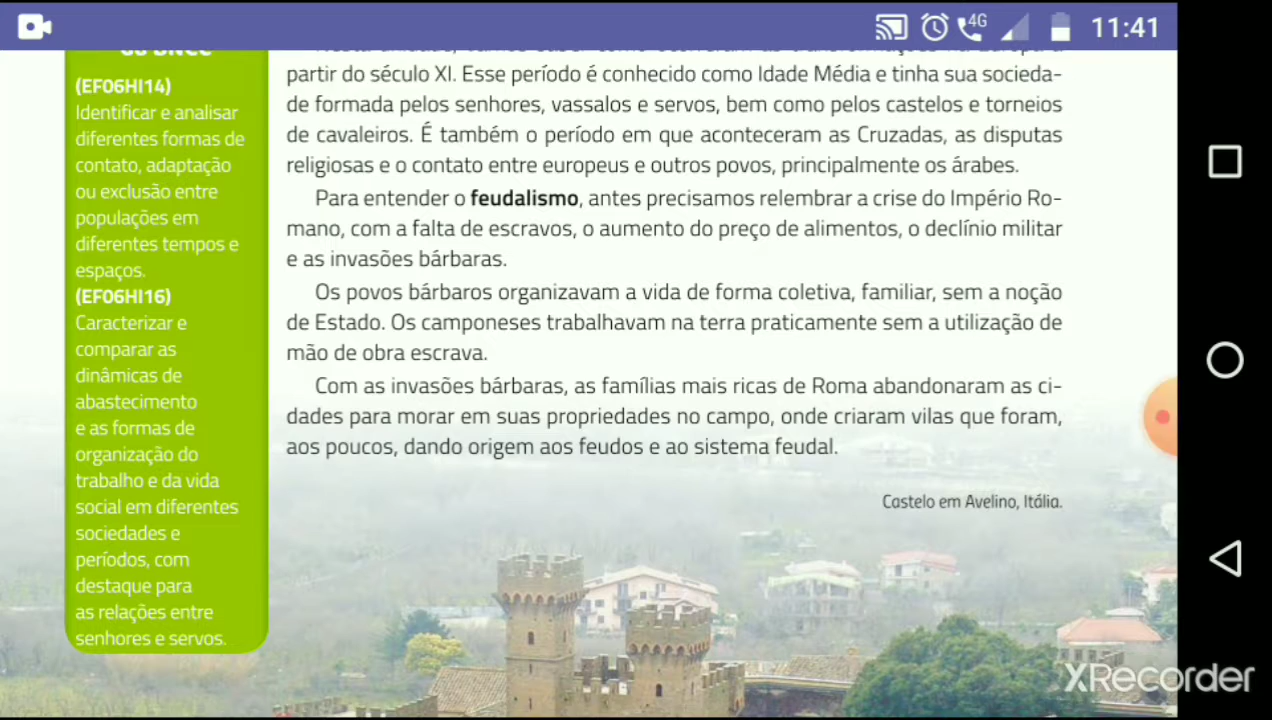 4G 11:41
da BNCC
(EF06HI14)
Identificar e analisar
diferentes formas de
contato, adaptação
ou exclusão entre
populações em
diferentes tempos e
espaços.
(EF06HI16)
Caracterizar e
comparar as
dinâmicas de
abastecimento
e as formas de
organização do
trabalho e da vida
social em diferentes
sociedades e
períodos, com
destaque para
as relações entre
senhores e servos.
partir do século XI. Esse período é conhecido como Idade Média e tinha sua socieda-
de formada pelos senhores, vassalos e servos, bem como pelos castelos e torneios
de cavaleiros. É também o período em que aconteceram as Cruzadas, as disputas
religiosas e o contato entre europeus e outros povos, principalmente os árabes.
Para entender o feudalismo, antes precisamos relembrar a crise do Império Ro-
mano, com a falta de escravos, o aumento do preço de alimentos, o declínio militar
e as invasões bárbaras.
Os povos bárbaros organizavam a vida de forma coletiva, familiar, sem a noção
de Estado. Os camponeses trabalhavam na terra praticamente sem a utilização de
mão de obra escrava.
Com as invasões bárbaras, as famílias mais ricas de Roma abandonaram as ci-
dades para morar em suas propriedades no campo, onde criaram vilas que foram,
aos poucos, dando origem aos feudos e ao sistema feudal.
Castelo em Avelino, Itália.
XRecorder